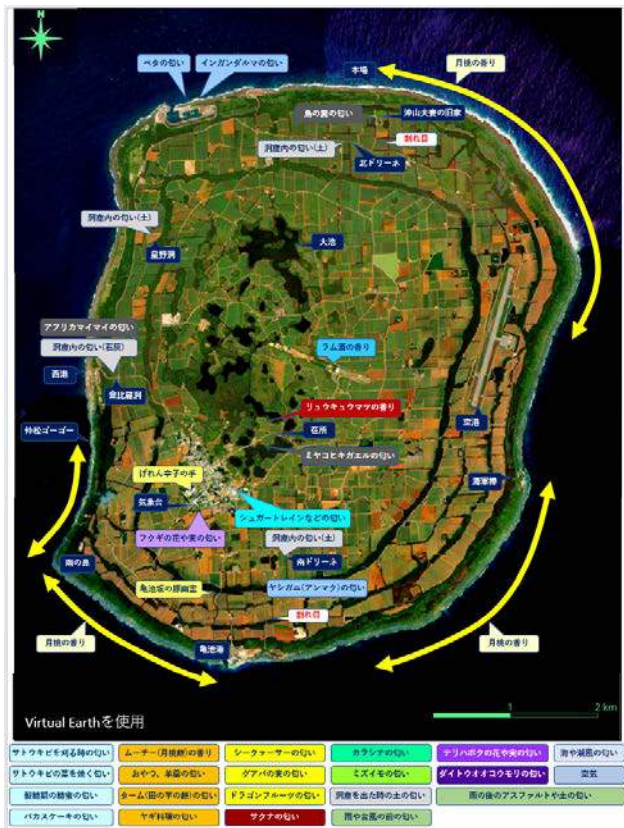 ベタの匂い
インガンダルマの匂い
本場
月桃の香り
島の糞の匂い
沖山夫妻の旧家
洞窟内の匂い(土)
割れ目
北ドリーネ
洞窟内の匂い(土)
星野洞
大池
アフリカマイマイの匂い
洞窟内の匂い(石灰)
ラム酒の香り
西港
金比羅洞
リュウキュウマツの香り
空港
仲松ゴーゴー
在所
ミヤコヒキガエルの匂い
海軍棒
げれん辛子の手
気象台
シュガートレインなどの匂い
フクギの花や実の匂い
洞窟内の匂い(土)
南の島
南ドリーネ
亀池坂の豚幽霊
ヤシガニ(アンマク)の匂い
割れ目
月桃の香り
月桃の香り
亀池港
1
2 km
Virtual Earthを使用
サトウキビを刈る時の匂い
ムーチー(月桃餅)の香り
シークヮーサーの匂い
カラシナの匂い
テリハボクの花や実の匂い
海や潮風の匂い
サトウキビの葉を焼く匂い
おやつ、羊羹の匂い
グアバの実の匂い
ミズイモの匂い
ダイトウオオコウモリの匂い
空気
製糖期の糖蜜の匂い
ターム(田の芋の餅)の匂い
ドラゴンフルーツの匂い
洞窟を出た時の土の匂い
雨の後のアスファルトや土の匂い
バカスケーキの匂い
ヤギ料理の匂い
サクナの匂い
雨や台風の前の匂い